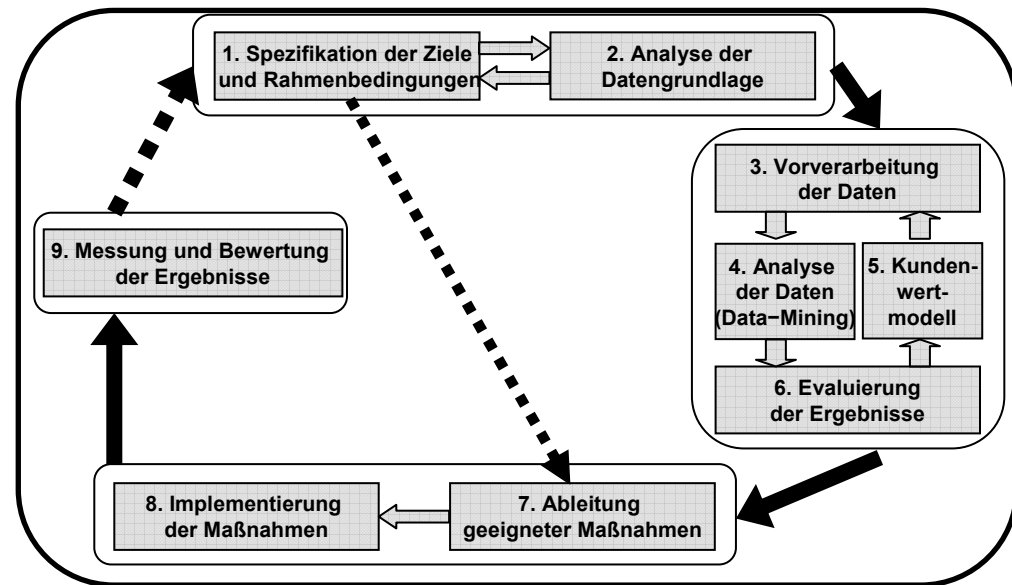 1. Spezifikation der Ziele
und Rahmenbedingungen
2. Analyse der
Datengrundlage
3. Vorverarbeitung
der Daten
4. Analyse
der Daten
(Data−Mining)
5. Kunden-
wert-
modell
6. Evaluierung
der Ergebnisse
7. Ableitung
geeigneter Maßnahmen
8. Implementierung
der Maßnahmen
9. Messung und Bewertung
der Ergebnisse